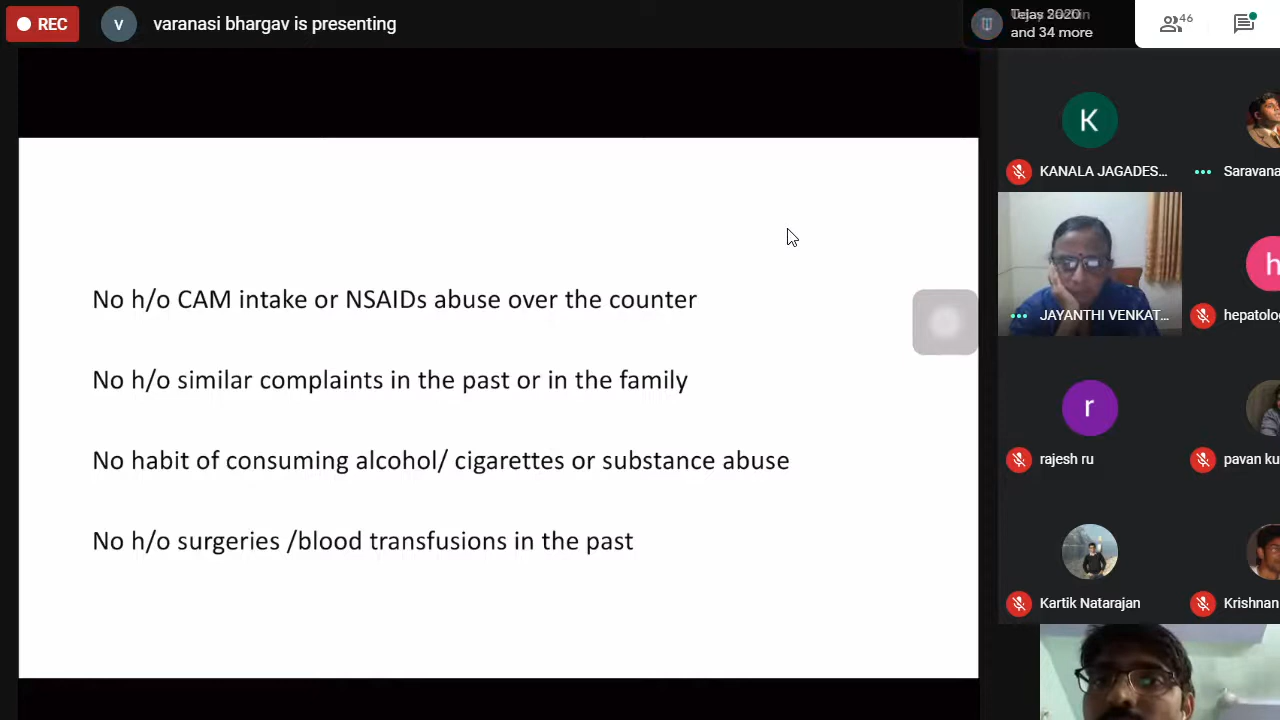 REC
v
varanasi bhargav is presenting
Tejas 2020
and 34 more
46
K
KANALA JAGADES...
Saravana
No h/o CAM intake or NSAIDs abuse over the counter
JAYANTHI VENKAT...
h
hepatolo
No h/o similar complaints in the past or in the family
r
rajesh ru
pavan ku
No habit of consuming alcohol/ cigarettes or substance abuse
No h/o surgeries /blood transfusions in the past
Kartik Natarajan
Krishnan